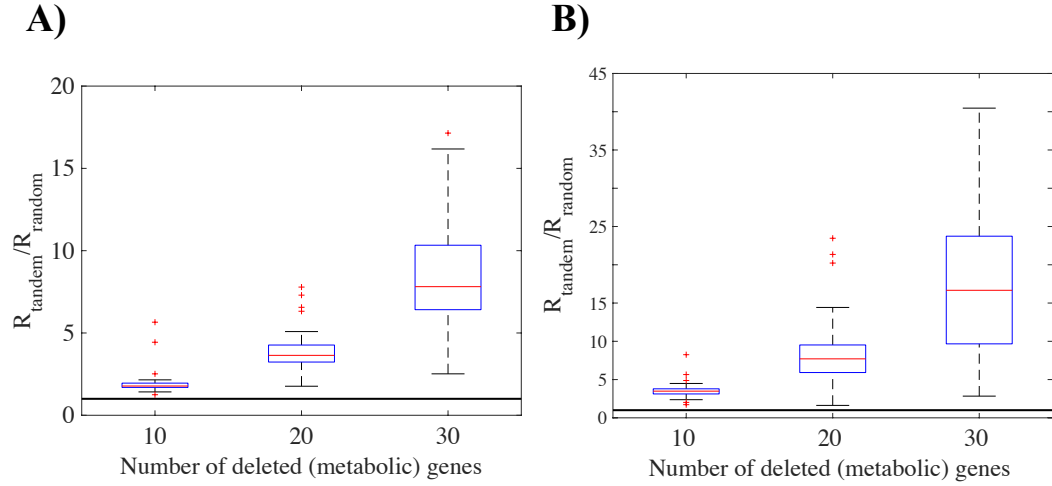 A)
R_tandem/R_random
20
15
10
5
0
10 20 30
Number of deleted (metabolic) genes
B)
R_tandem/R_random
45
35
25
15
10
5
0
10 20 30
Number of deleted (metabolic) genes